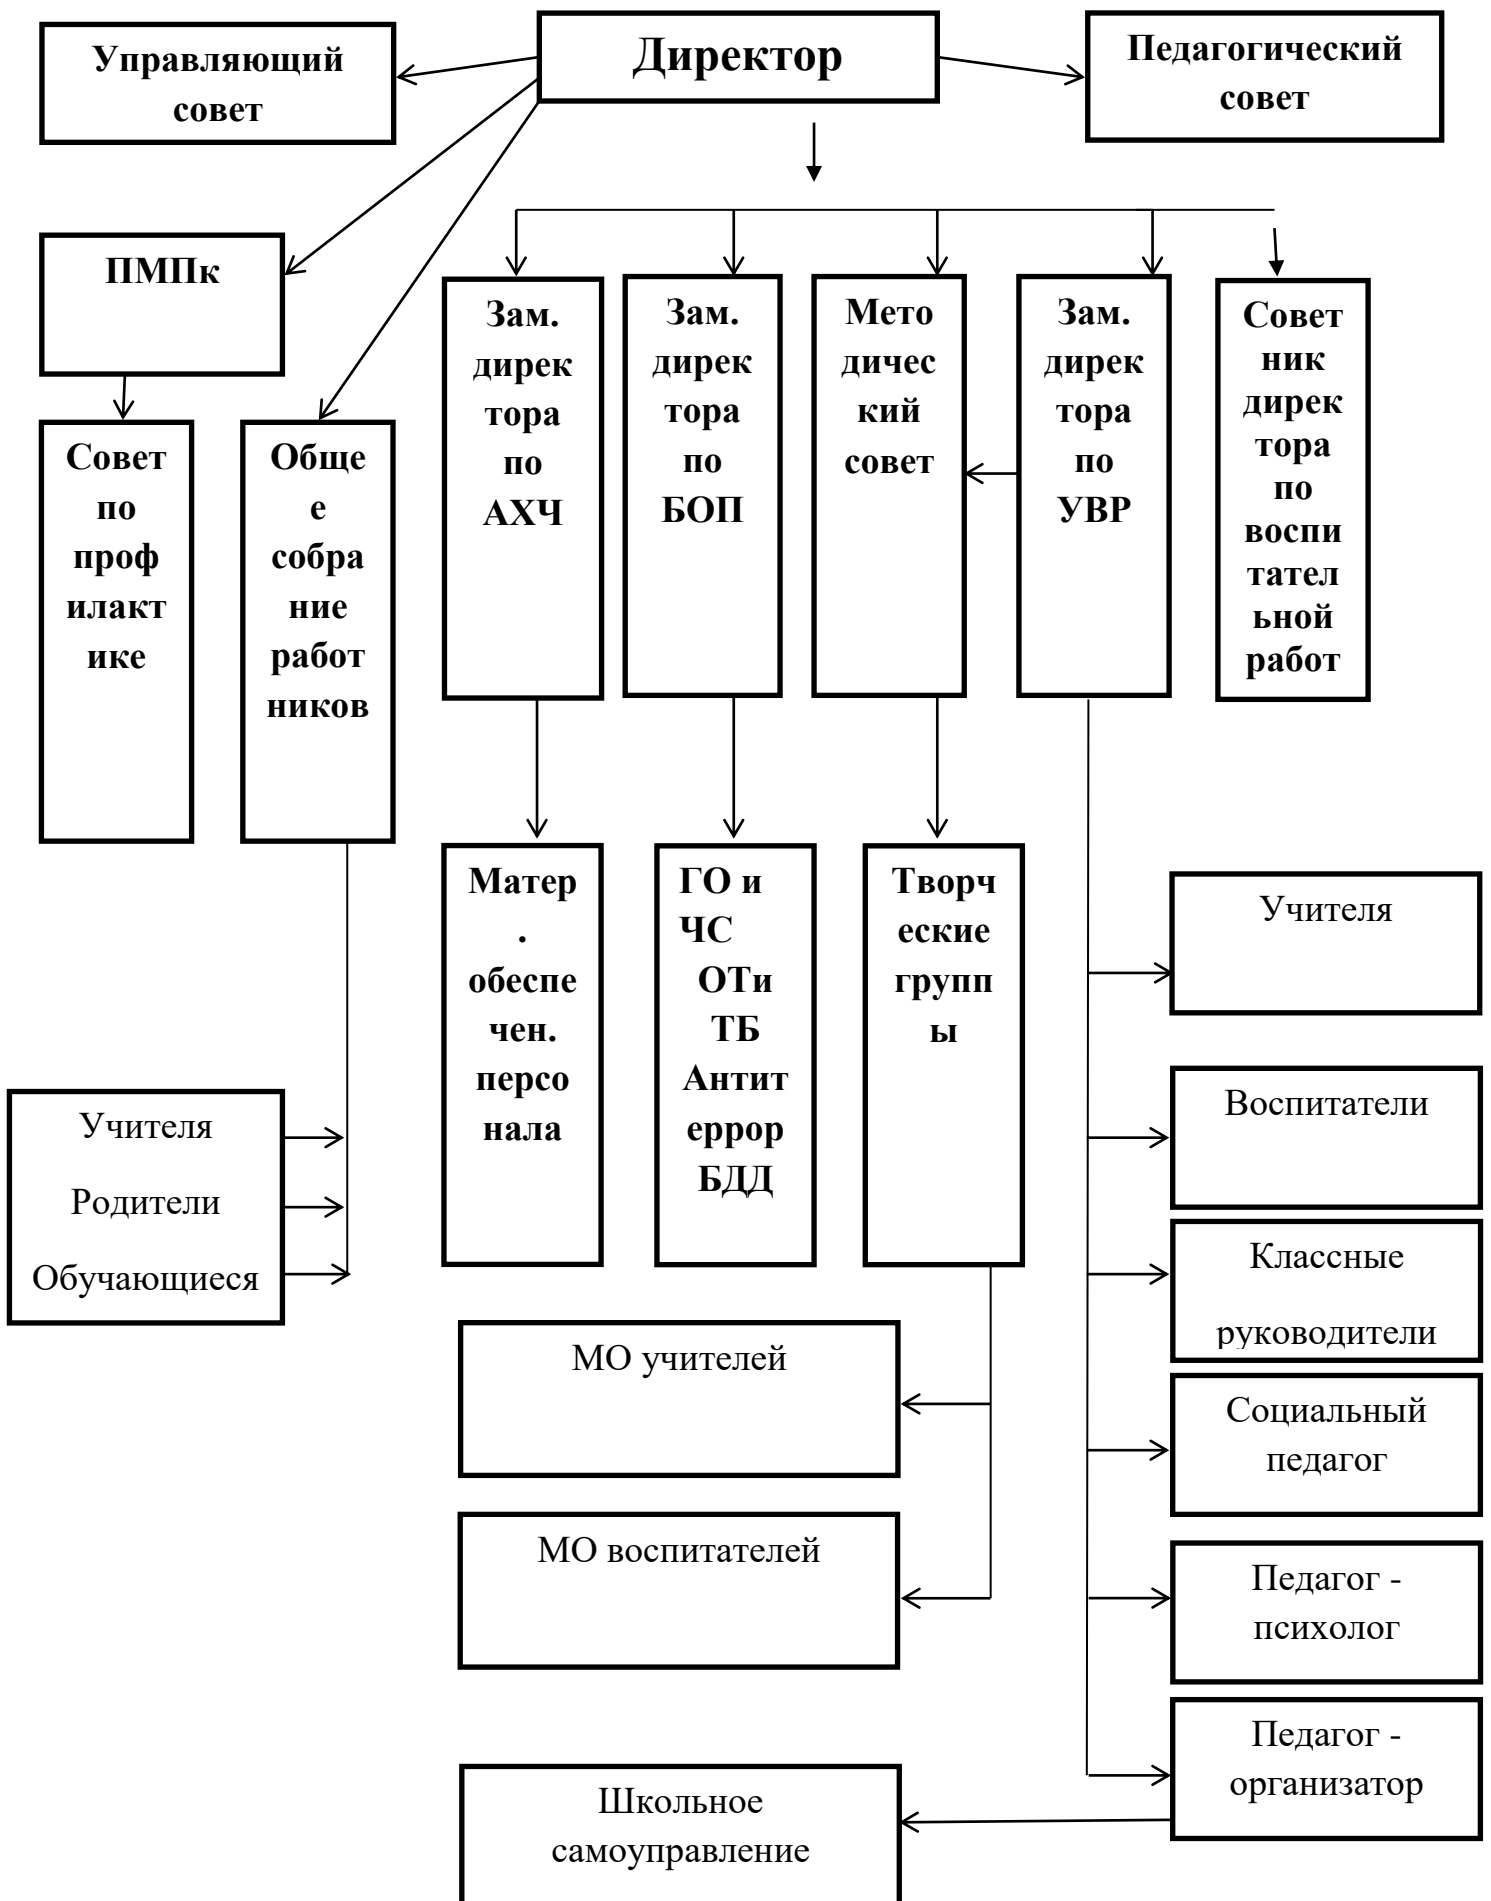 Директор
Управляющий
совет
Педагогический
совет
ПМПк
Зам.
дирек
тора
по
АХЧ
Зам.
дирек
тора
по
БОП
Мето
дичес
кий
совет
Зам.
дирек
тора
по
УВР
Совет
ник
дирек
тора
по
воспи
тател
ьной
работ
Совет
по
проф
илакт
ике
Обще
е
собра
ние
работ
ников
Матер
.
обеспе
чен.
персо
нала
ГО и
ЧС
ОТи
ТБ
Антит
еррор
БДД
Творч
еские
групп
ы
Учителя
Родители
Обучающиеся
Учителя
Воспитатели
Классные
руководители
Социальный
педагог
Педагог -
психолог
Педагог -
организатор
МО учителей
МО воспитателей
Школьное
самоуправление